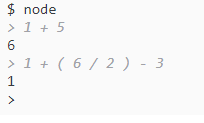 $ node
> 1 + 5
6
> 1 + ( 6 / 2 ) - 3
1
>